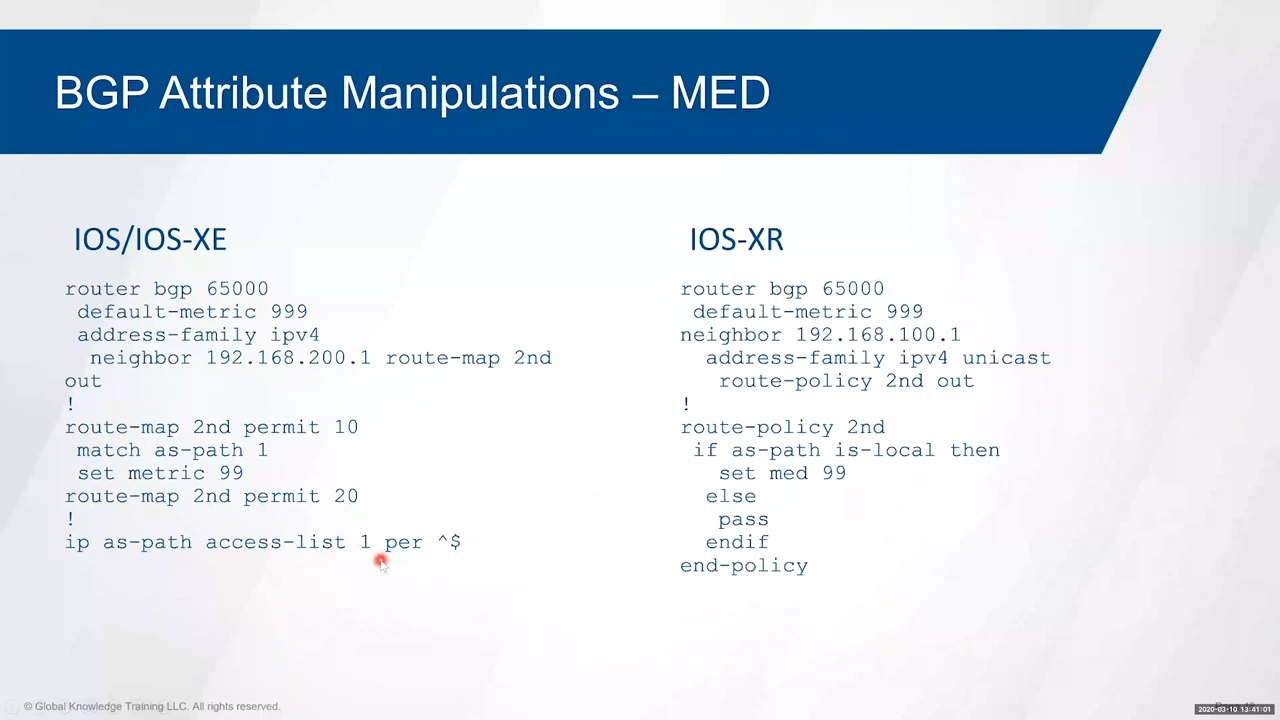 BGP Attribute Manipulations – MED
IOS/IOS-XE
router bgp 65000
default-metric 999
address-family ipv4
neighbor 192.168.200.1 route-map 2nd
out
!
route-map 2nd permit 10
match as-path 1
set metric 99
route-map 2nd permit 20
!
ip as-path access-list 1 per ^$
IOS-XR
router bgp 65000
default-metric 999
neighbor 192.168.100.1
address-family ipv4 unicast
route-policy 2nd out
!
route-policy 2nd
if as-path is-local then
set med 99
else
pass
endif
end-policy
© Global Knowledge Training LLC. All rights reserved.
2020-03-10 13:41:01